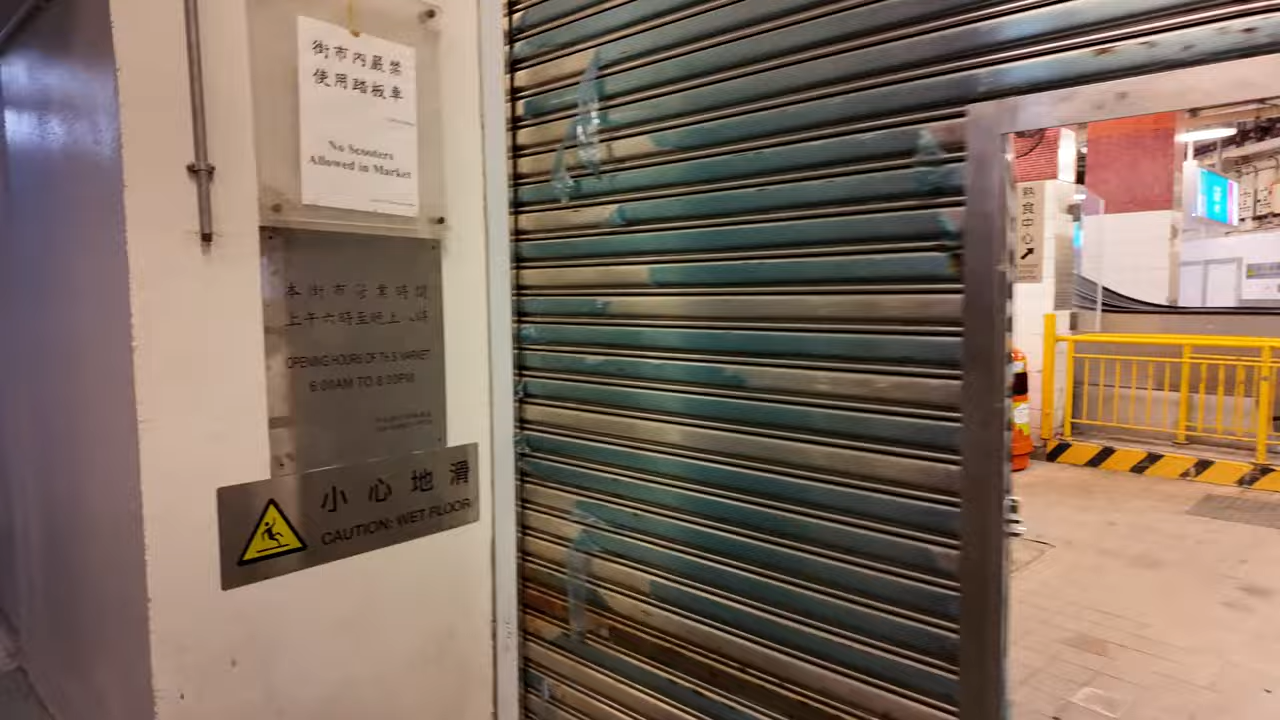 街市內嚴禁
使用踏板車
No Scooters
Allowed in Market
本街市營業時間
上午六時至晚上八時
OPENING HOURS OF THIS MARKET
6:00AM TO 8:00PM
小心地滑
CAUTION: WET FLOOR
熟食中心